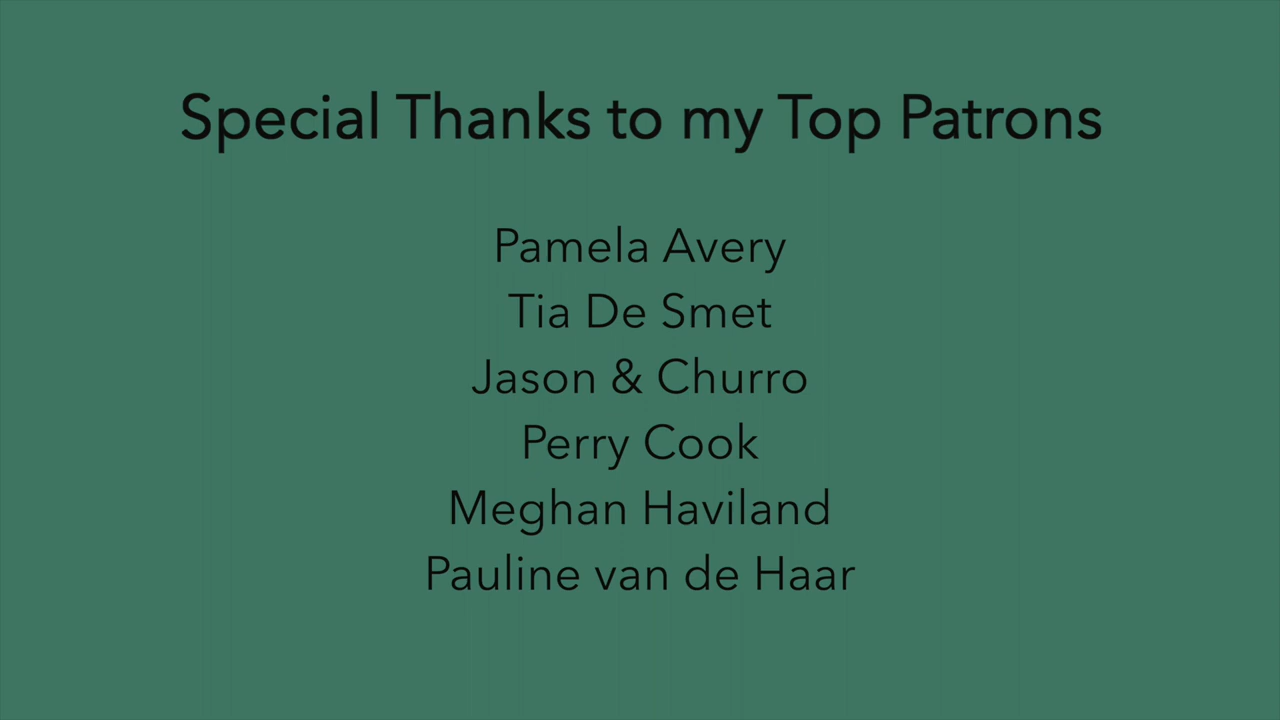 Special Thanks to my Top Patrons
Pamela Avery
Tia De Smet
Jason & Churro
Perry Cook
Meghan Haviland
Pauline van de Haar